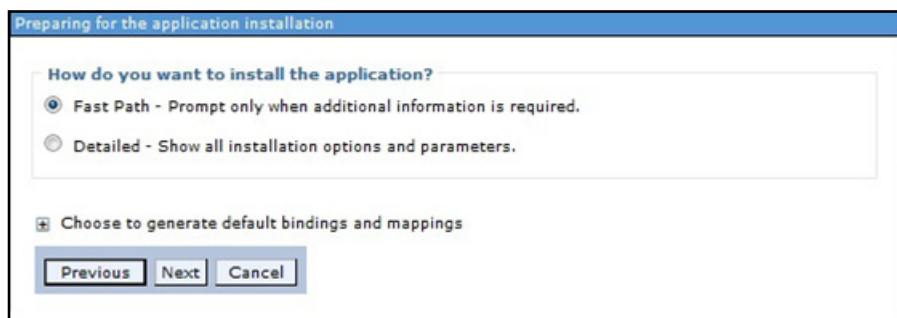 Preparing for the application installation
How do you want to install the application?
Fast Path - Prompt only when additional information is required.
Detailed - Show all installation options and parameters.
Choose to generate default bindings and mappings
Previous Next Cancel